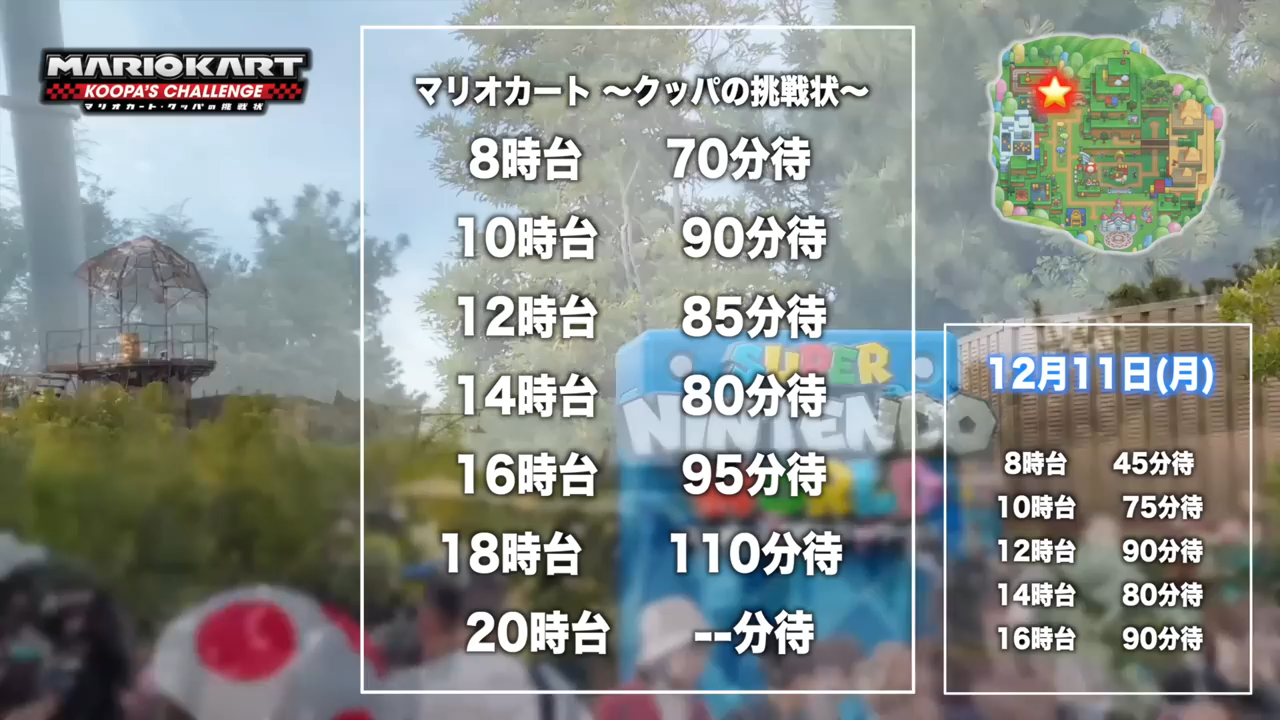 MARIOKART
KOOPA'S CHALLENGE
マリオカート・クッパの挑戦状
マリオカート ～クッパの挑戦状～
8時台 70分待
10時台 90分待
12時台 85分待
14時台 80分待
16時台 95分待
18時台 110分待
20時台 --分待
SUPER
NINTENDO
WORLD
12月11日(月)
8時台 45分待
10時台 75分待
12時台 90分待
14時台 80分待
16時台 90分待